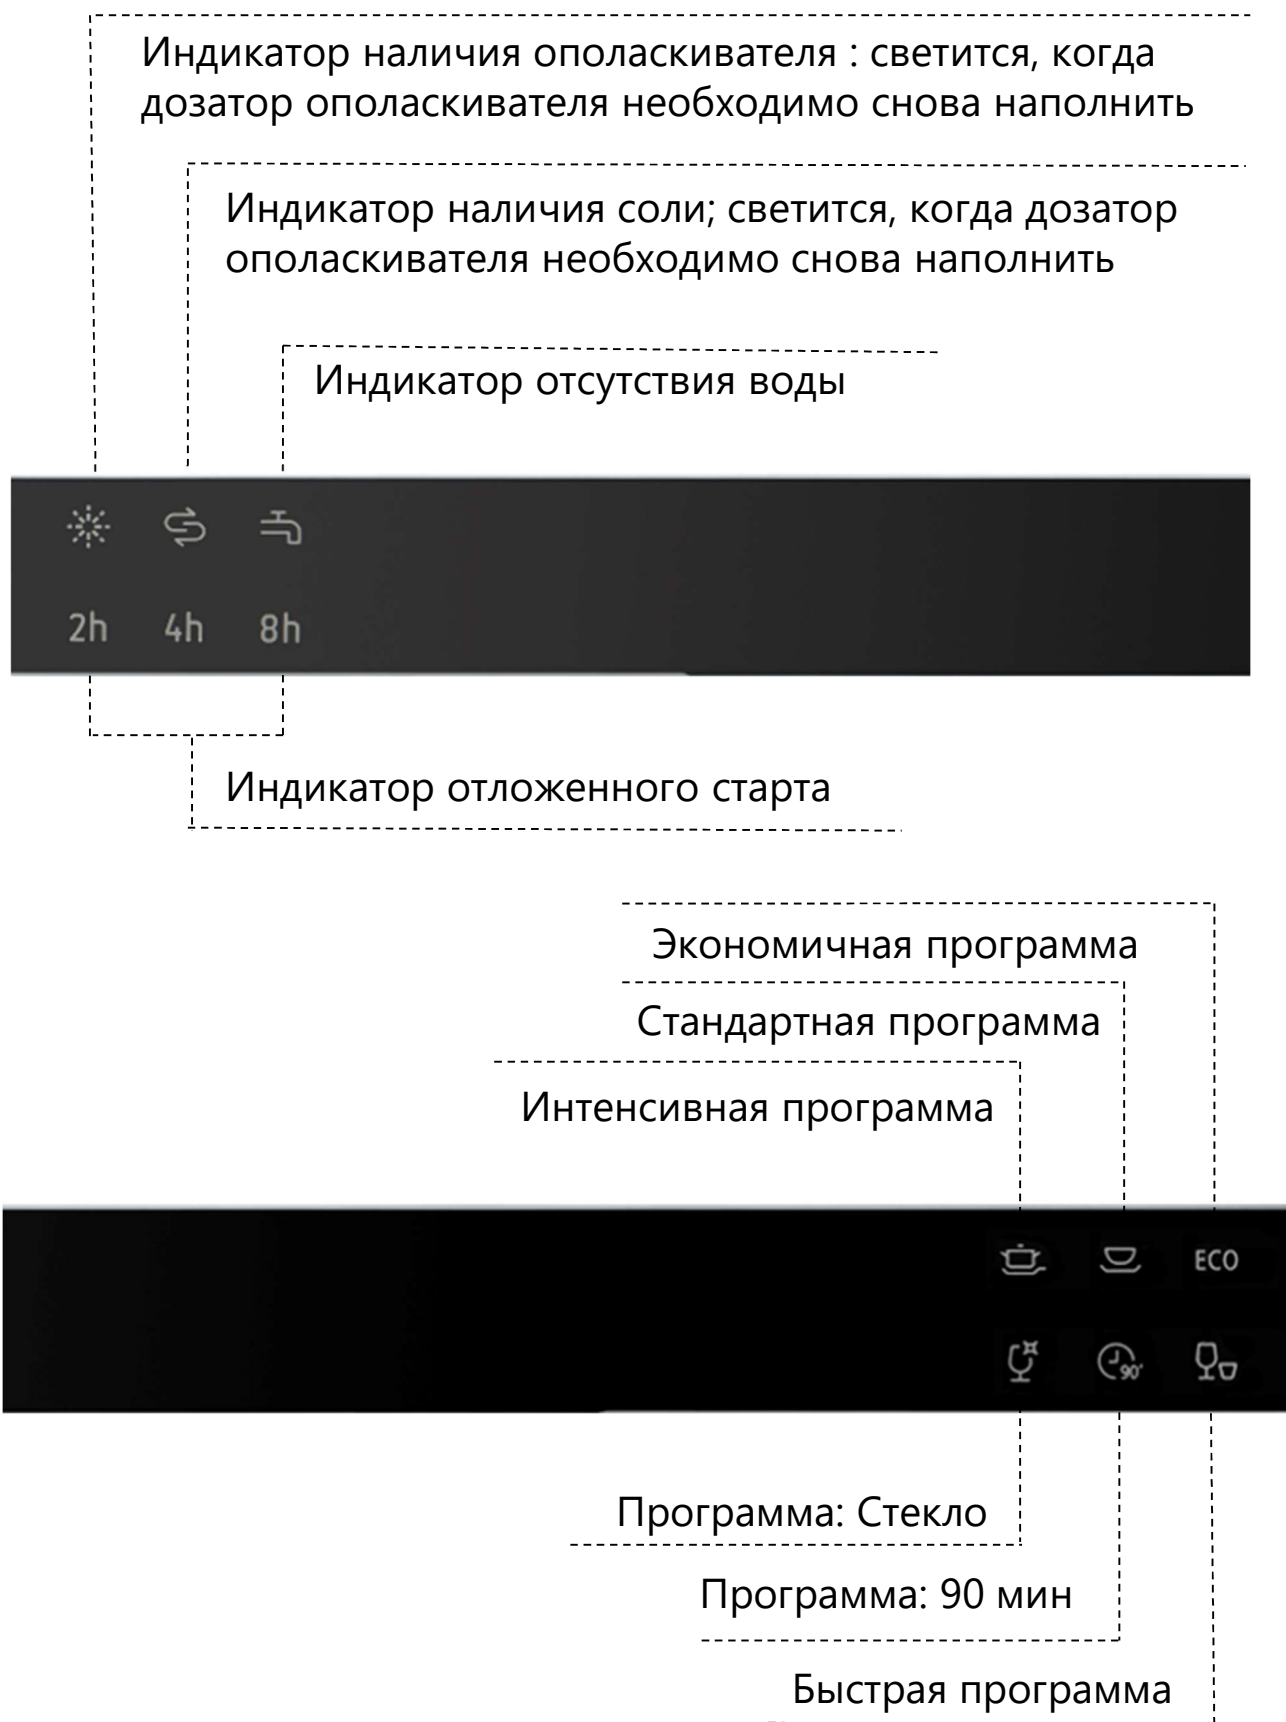 Индикатор наличия ополаскивателя : светится, когда
дозатор ополаскивателя необходимо снова наполнить
Индикатор наличия соли; светится, когда дозатор
ополаскивателя необходимо снова наполнить
Индикатор отсутствия воды
2h 4h 8h
Индикатор отложенного старта
Экономичная программа
Стандартная программа
Интенсивная программа
ECO
90'
Программа: Стекло
Программа: 90 мин
Быстрая программа